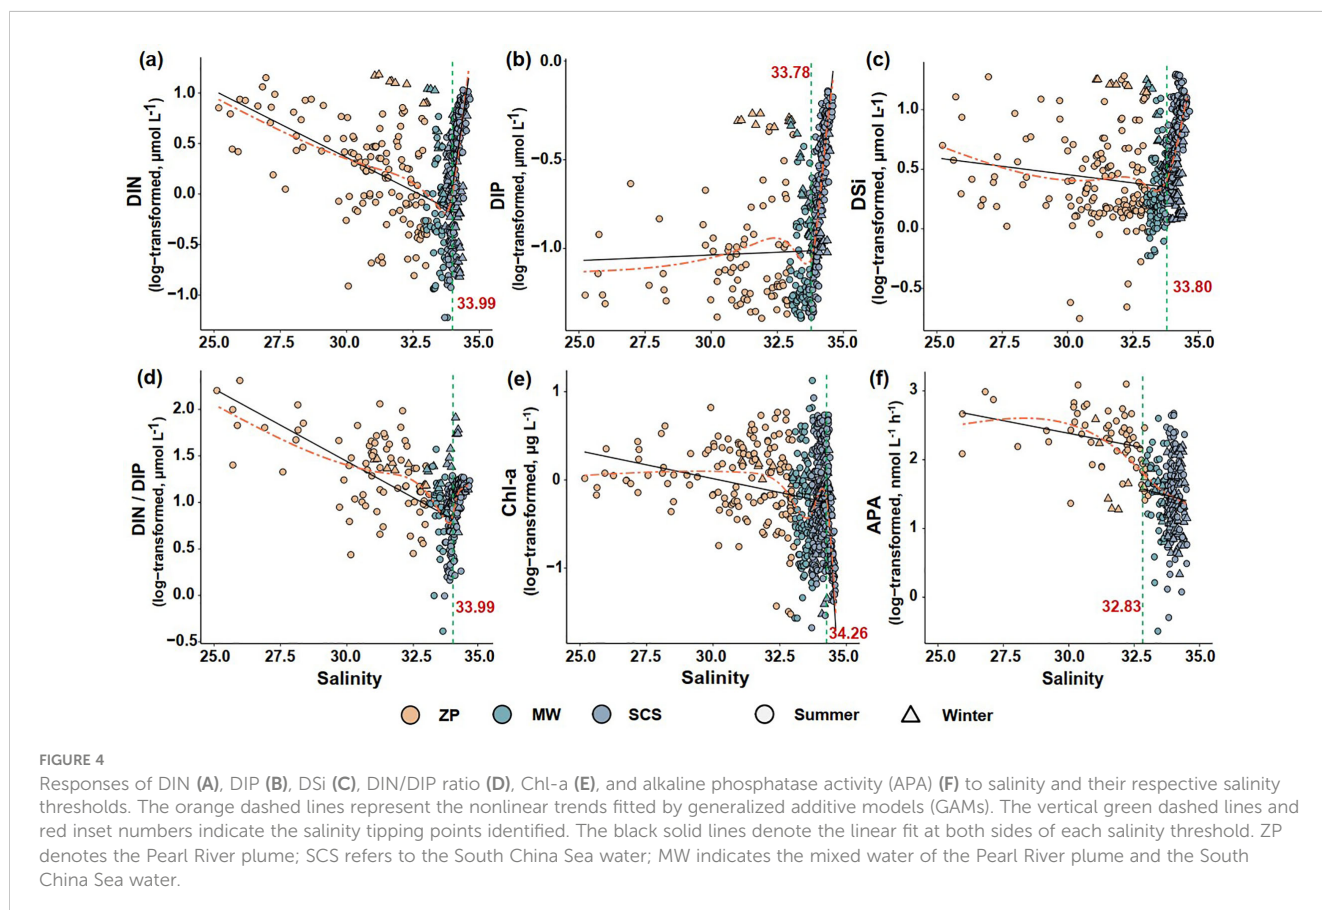 (a)
DIN
(log−transformed, μmol L-1)
1.0
0.5
0.0
−0.5
−1.0
33.99
25.0 27.5 30.0 32.5 35.0
(b)
DIP
(log−transformed, μmol L-1)
0.0
−0.5
−1.0
33.78
25.0 27.5 30.0 32.5 35.0
(c)
DSi
(log−transformed, μmol L-1)
1.0
0.5
0.0
−0.5
33.80
25.0 27.5 30.0 32.5 35.0
(d)
DIN / DIP
(log−transformed, μmol L-1)
2.0
1.5
1.0
0.5
0.0
−0.5
33.99
25.0 27.5 30.0 32.5 35.0
Salinity
(e)
Chl-a
(log−transformed, μg L-1)
1
0
−1
34.26
25.0 27.5 30.0 32.5 35.0
Salinity
(f)
APA
(log−transformed, nmol L-1 h-1)
3
2
1
0
32.83
25.0 27.5 30.0 32.5 35.0
Salinity
ZP MW SCS Summer Winter
FIGURE 4
Responses of DIN (A), DIP (B), DSi (C), DIN/DIP ratio (D), Chl-a (E), and alkaline phosphatase activity (APA) (F) to salinity and their respective salinity
thresholds. The orange dashed lines represent the nonlinear trends fitted by generalized additive models (GAMs). The vertical green dashed lines and
red inset numbers indicate the salinity tipping points identified. The black solid lines denote the linear fit at both sides of each salinity threshold. ZP
denotes the Pearl River plume; SCS refers to the South China Sea water; MW indicates the mixed water of the Pearl River plume and the South
China Sea water.